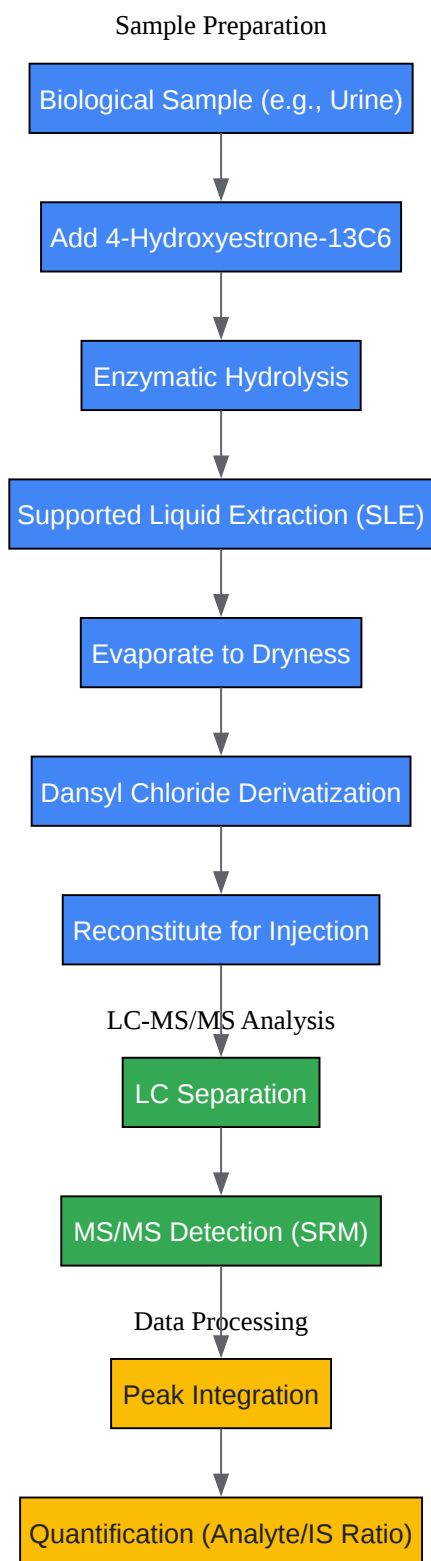 Sample Preparation
Biological Sample (e.g., Urine)
Add 4-Hydroxyestrone-13C6
Enzymatic Hydrolysis
Supported Liquid Extraction (SLE)
Evaporate to Dryness
Dansyl Chloride Derivatization
Reconstitute for Injection
LC-MS/MS Analysis
LC Separation
MS/MS Detection (SRM)
Data Processing
Peak Integration
Quantification (Analyte/IS Ratio)